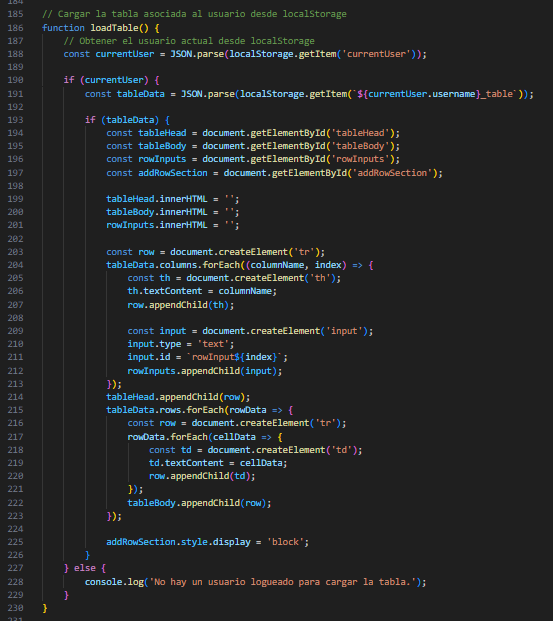 184
185 // Cargar la tabla asociada al usuario desde localStorage
186 function loadTable() {
187     // Obtener el usuario actual desde localStorage
188     const currentUser = JSON.parse(localStorage.getItem('currentUser'));
189
190     if (currentUser) {
191         const tableData = JSON.parse(localStorage.getItem(`${currentUser.username}_table`));
192
193         if (tableData) {
194             const tableHead = document.getElementById('tableHead');
195             const tableBody = document.getElementById('tableBody');
196             const rowInputs = document.getElementById('rowInputs');
197             const addRowSection = document.getElementById('addRowSection');
198
199             tableHead.innerHTML = '';
200             tableBody.innerHTML = '';
201             rowInputs.innerHTML = '';
202
203             const row = document.createElement('tr');
204             tableData.columns.forEach((columnName, index) => {
205                 const th = document.createElement('th');
206                 th.textContent = columnName;
207                 row.appendChild(th);
208
209                 const input = document.createElement('input');
210                 input.type = 'text';
211                 input.id = `rowInput${index}`;
212                 rowInputs.appendChild(input);
213             });
214             tableHead.appendChild(row);
215             tableData.rows.forEach(rowData => {
216                 const row = document.createElement('tr');
217                 rowData.forEach(cellData => {
218                     const td = document.createElement('td');
219                     td.textContent = cellData;
220                     row.appendChild(td);
221                 });
222                 tableBody.appendChild(row);
223             });
224
225             addRowSection.style.display = 'block';
226         }
227     } else {
228         console.log('No hay un usuario logueado para cargar la tabla.');
229     }
230 }
231